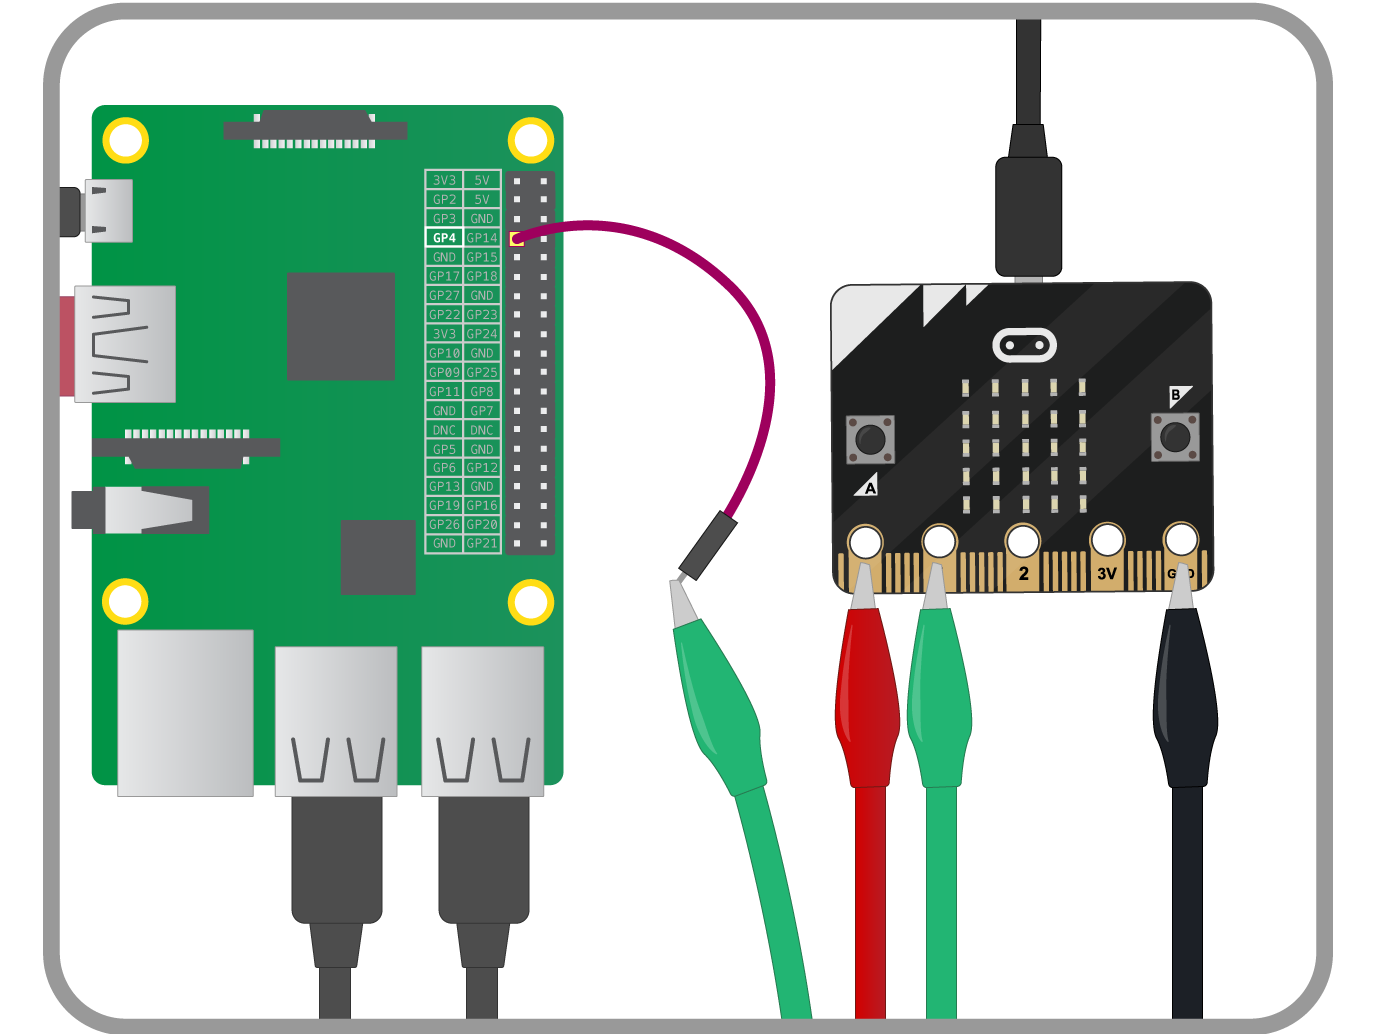 3V3 5V
GP2 5V
GP3 GND
GP4 GP14
GND GP15
GP17 GP18
GP27 GND
GP22 GP23
3V3 GP24
GP10 GND
GP09 GP25
GP11 GP8
GND GP7
DNC DNC
GP5 GND
GP6 GP12
GP13 GND
GP19 GP16
GP26 GP20
GND GP21
B
A
2 3V GND